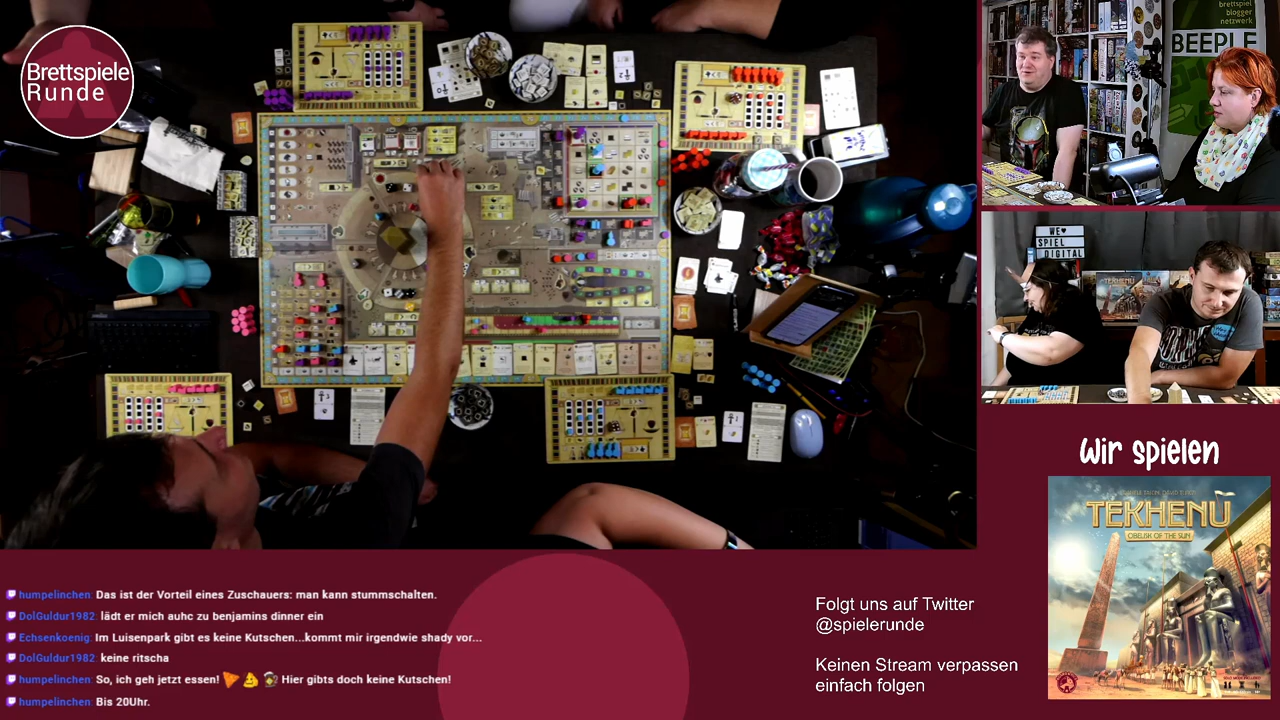 Brettspiele
Runde
brettspiel
blogger
netzwerk
BEEPLE
WE♥
SPIEL
DIGITAL
Wir spielen
TEKHENU
OBELISK OF THE SUN
humpelinchen: Das ist der Vorteil eines Zuschauers: man kann stummschalten.
DolGuldur1982: lädt er mich auhc zu benjamins dinner ein
Echsenkoenig: Im Luisenpark gibt es keine Kutschen...kommt mir irgendwie shady vor...
DolGuldur1982: keine ritscha
humpelinchen: So, ich geh jetzt essen! 🍕 Hier gibts doch keine Kutschen!
humpelinchen: Bis 20Uhr.
Folgt uns auf Twitter
@spielerunde
Keinen Stream verpassen
einfach folgen